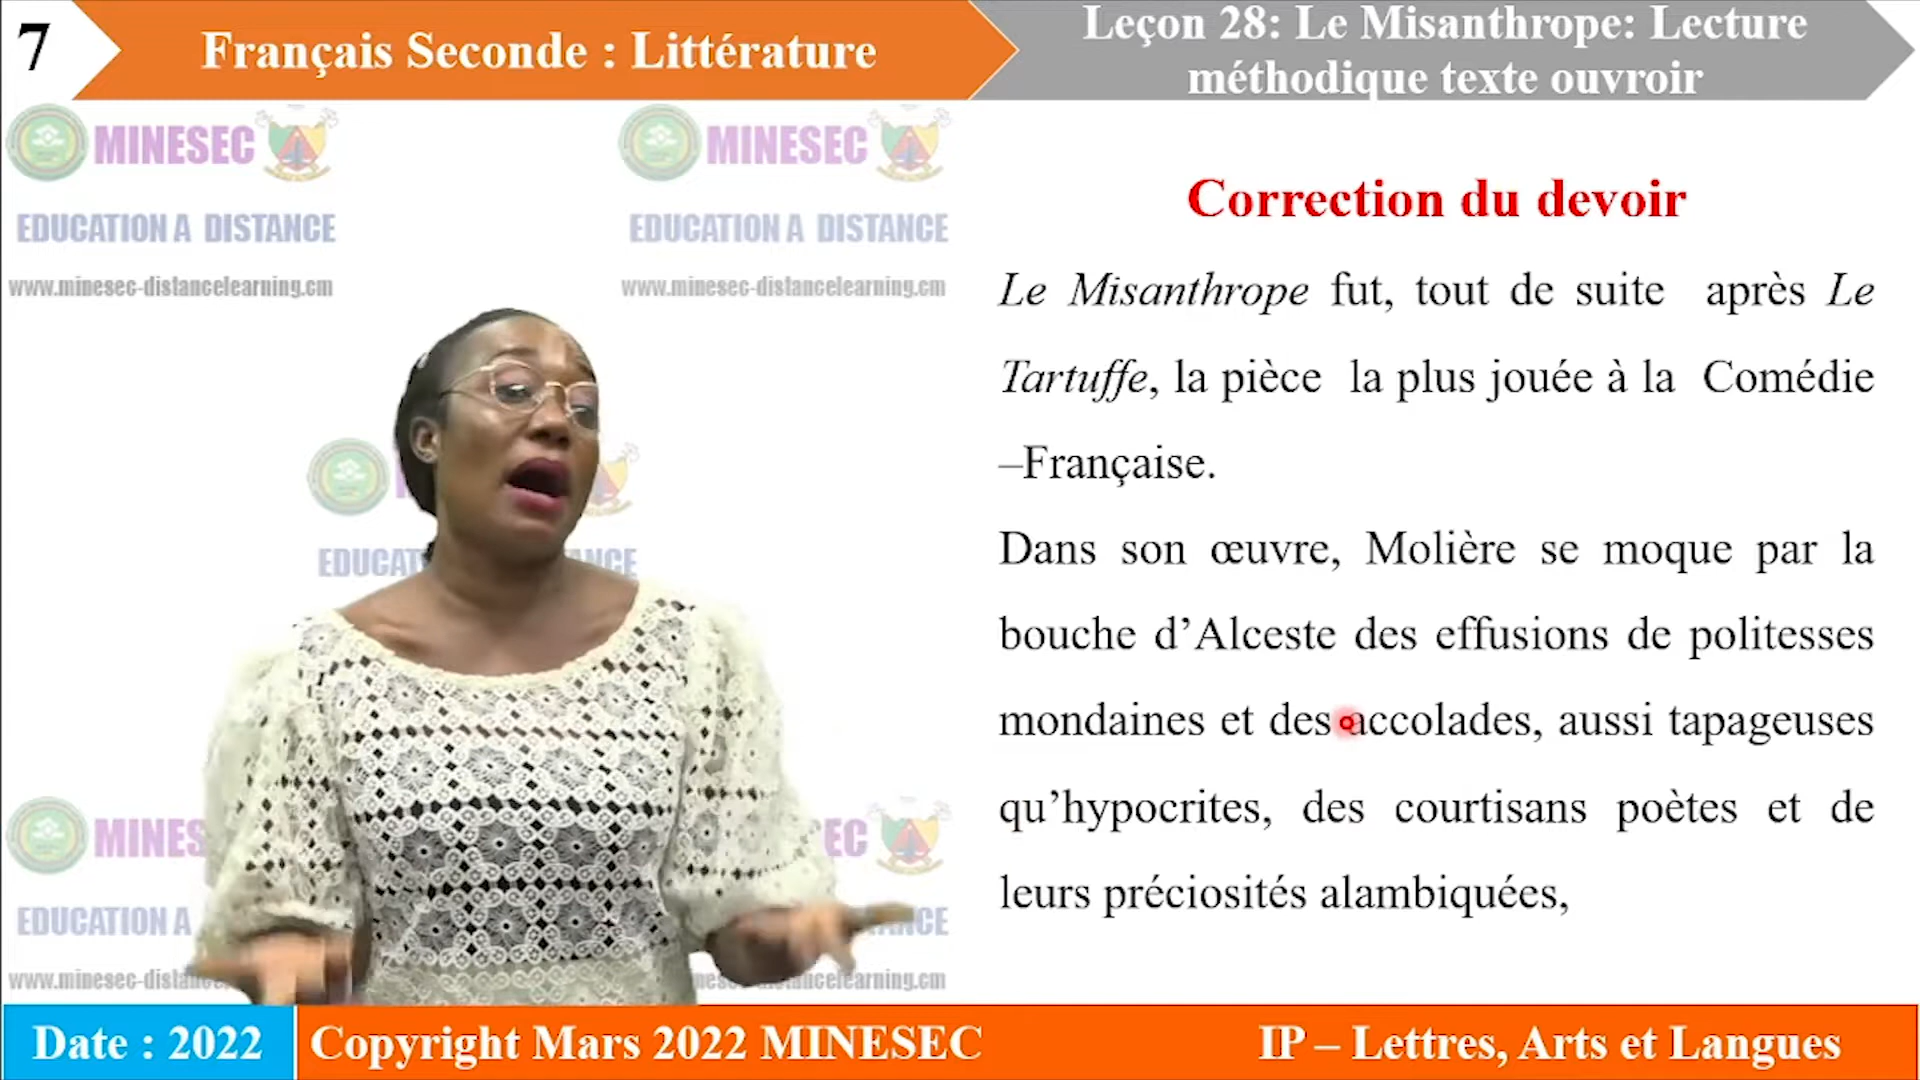 7
Français Seconde : Littérature
Leçon 28: Le Misanthrope: Lecture
méthodique texte ouvroir
MINESEC
MINESEC
EDUCATION A DISTANCE
EDUCATION A DISTANCE
www.minesec-distancelearning.cm
www.minesec-distancelearning.cm
Correction du devoir
Le Misanthrope fut, tout de suite après Le
Tartuffe, la pièce la plus jouée à la Comédie
–Française.
Dans son œuvre, Molière se moque par la
bouche d’Alceste des effusions de politesses
mondaines et des accolades, aussi tapageuses
qu’hypocrites, des courtisans poètes et de
leurs préciosités alambiquées,
EDUCATION A
Date : 2022
Copyright Mars 2022 MINESEC
IP – Lettres, Arts et Langues